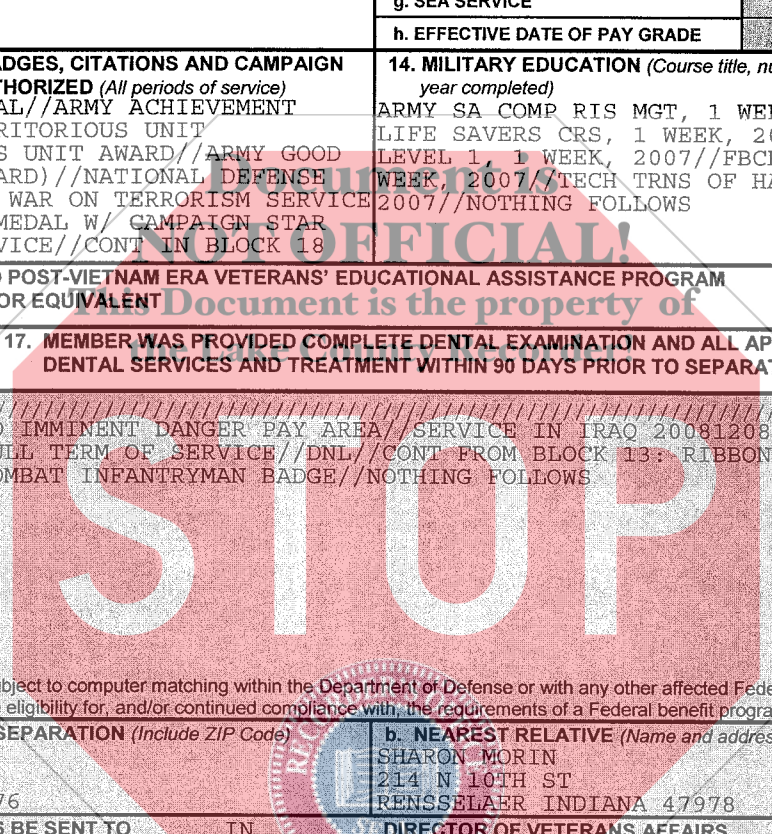 g. SEA SERVICE
h. EFFECTIVE DATE OF PAY GRADE
ADGES, CITATIONS AND CAMPAIGN
THORIZED (All periods of service)
AL//ARMY ACHIEVEMENT
RITORIOUS UNIT
S UNIT AWARD//ARMY GOOD
ARD)//NATIONAL DEFENSE
WAR ON TERRORISM SERVICE
MEDAL W/ CAMPAIGN STAR
VICE//CONT IN BLOCK 18
14. MILITARY EDUCATION (Course title, nu
year completed)
ARMY SA COMP RIS MGT, 1 WEE
LIFE SAVERS CRS, 1 WEEK, 20
LEVEL 1, 1 WEEK, 2007//FBCB
WEEK, 2007//TECH TRNS OF HA
2007//NOTHING FOLLOWS
Document is
NOT OFFICIAL!
This Document is the property of
the Lake County Recorder!
O POST-VIETNAM ERA VETERANS' EDUCATIONAL ASSISTANCE PROGRAM
OR EQUIVALENT
17. MEMBER WAS PROVIDED COMPLETE DENTAL EXAMINATION AND ALL AP
DENTAL SERVICES AND TREATMENT WITHIN 90 DAYS PRIOR TO SEPARAT
D IMMINENT DANGER PAY AREA//SERVICE IN IRAQ 20081208
ULL TERM OF SERVICE//DNL//CONT FROM BLOCK 13: RIBBON
OMBAT INFANTRYMAN BADGE//NOTHING FOLLOWS
STOP
bject to computer matching within the Department of Defense or with any other affected Fede
e eligibility for, and/or continued compliance with, the requirements of a Federal benefit progra
SEPARATION (Include ZIP Code)
b. NEAREST RELATIVE (Name and addres
SHARON MORIN
214 N 10TH ST
RENSSELAER INDIANA 47978
76
S BE SENT TO IN
DIRECTOR OF VETERANS AFFAIRS